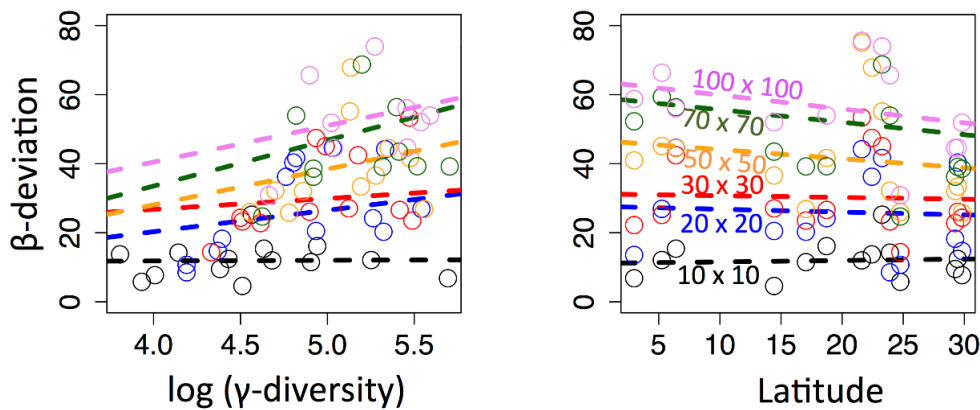 β-deviation
80
60
40
20
0
4.0 4.5 5.0 5.5
log (γ-diversity)
80
60
40
20
0
100 x 100
70 x 70
50 x 50
30 x 30
20 x 20
10 x 10
5 10 15 20 25 30
Latitude